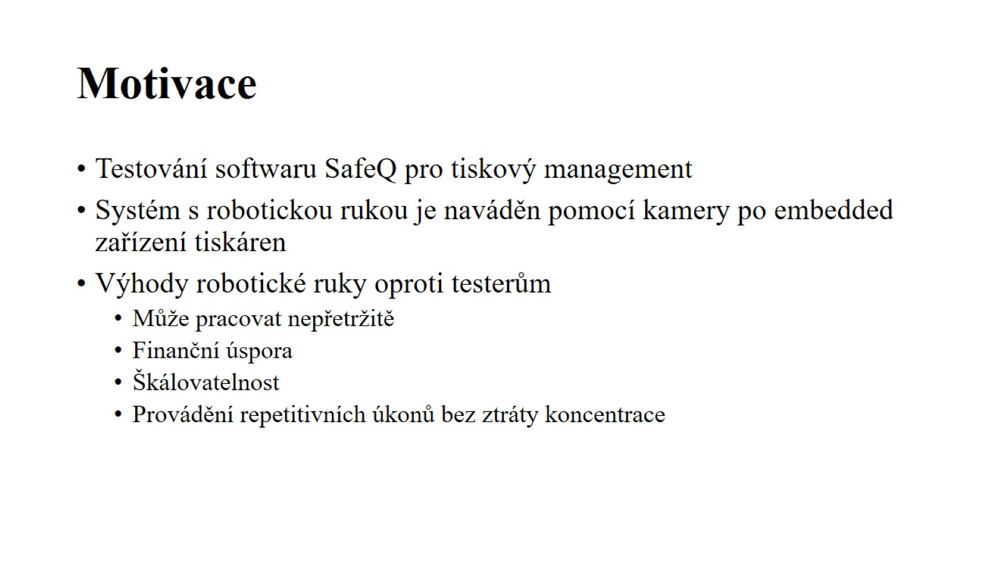 Motivace
• Testování softwaru SafeQ pro tiskový management
• Systém s robotickou rukou je naváděn pomocí kamery po embedded
zařízení tiskáren
• Výhody robotické ruky oproti testerům
• Může pracovat nepřetržitě
• Finanční úspora
• Škálovatelnost
• Provádění repetitivních úkonů bez ztráty koncentrace